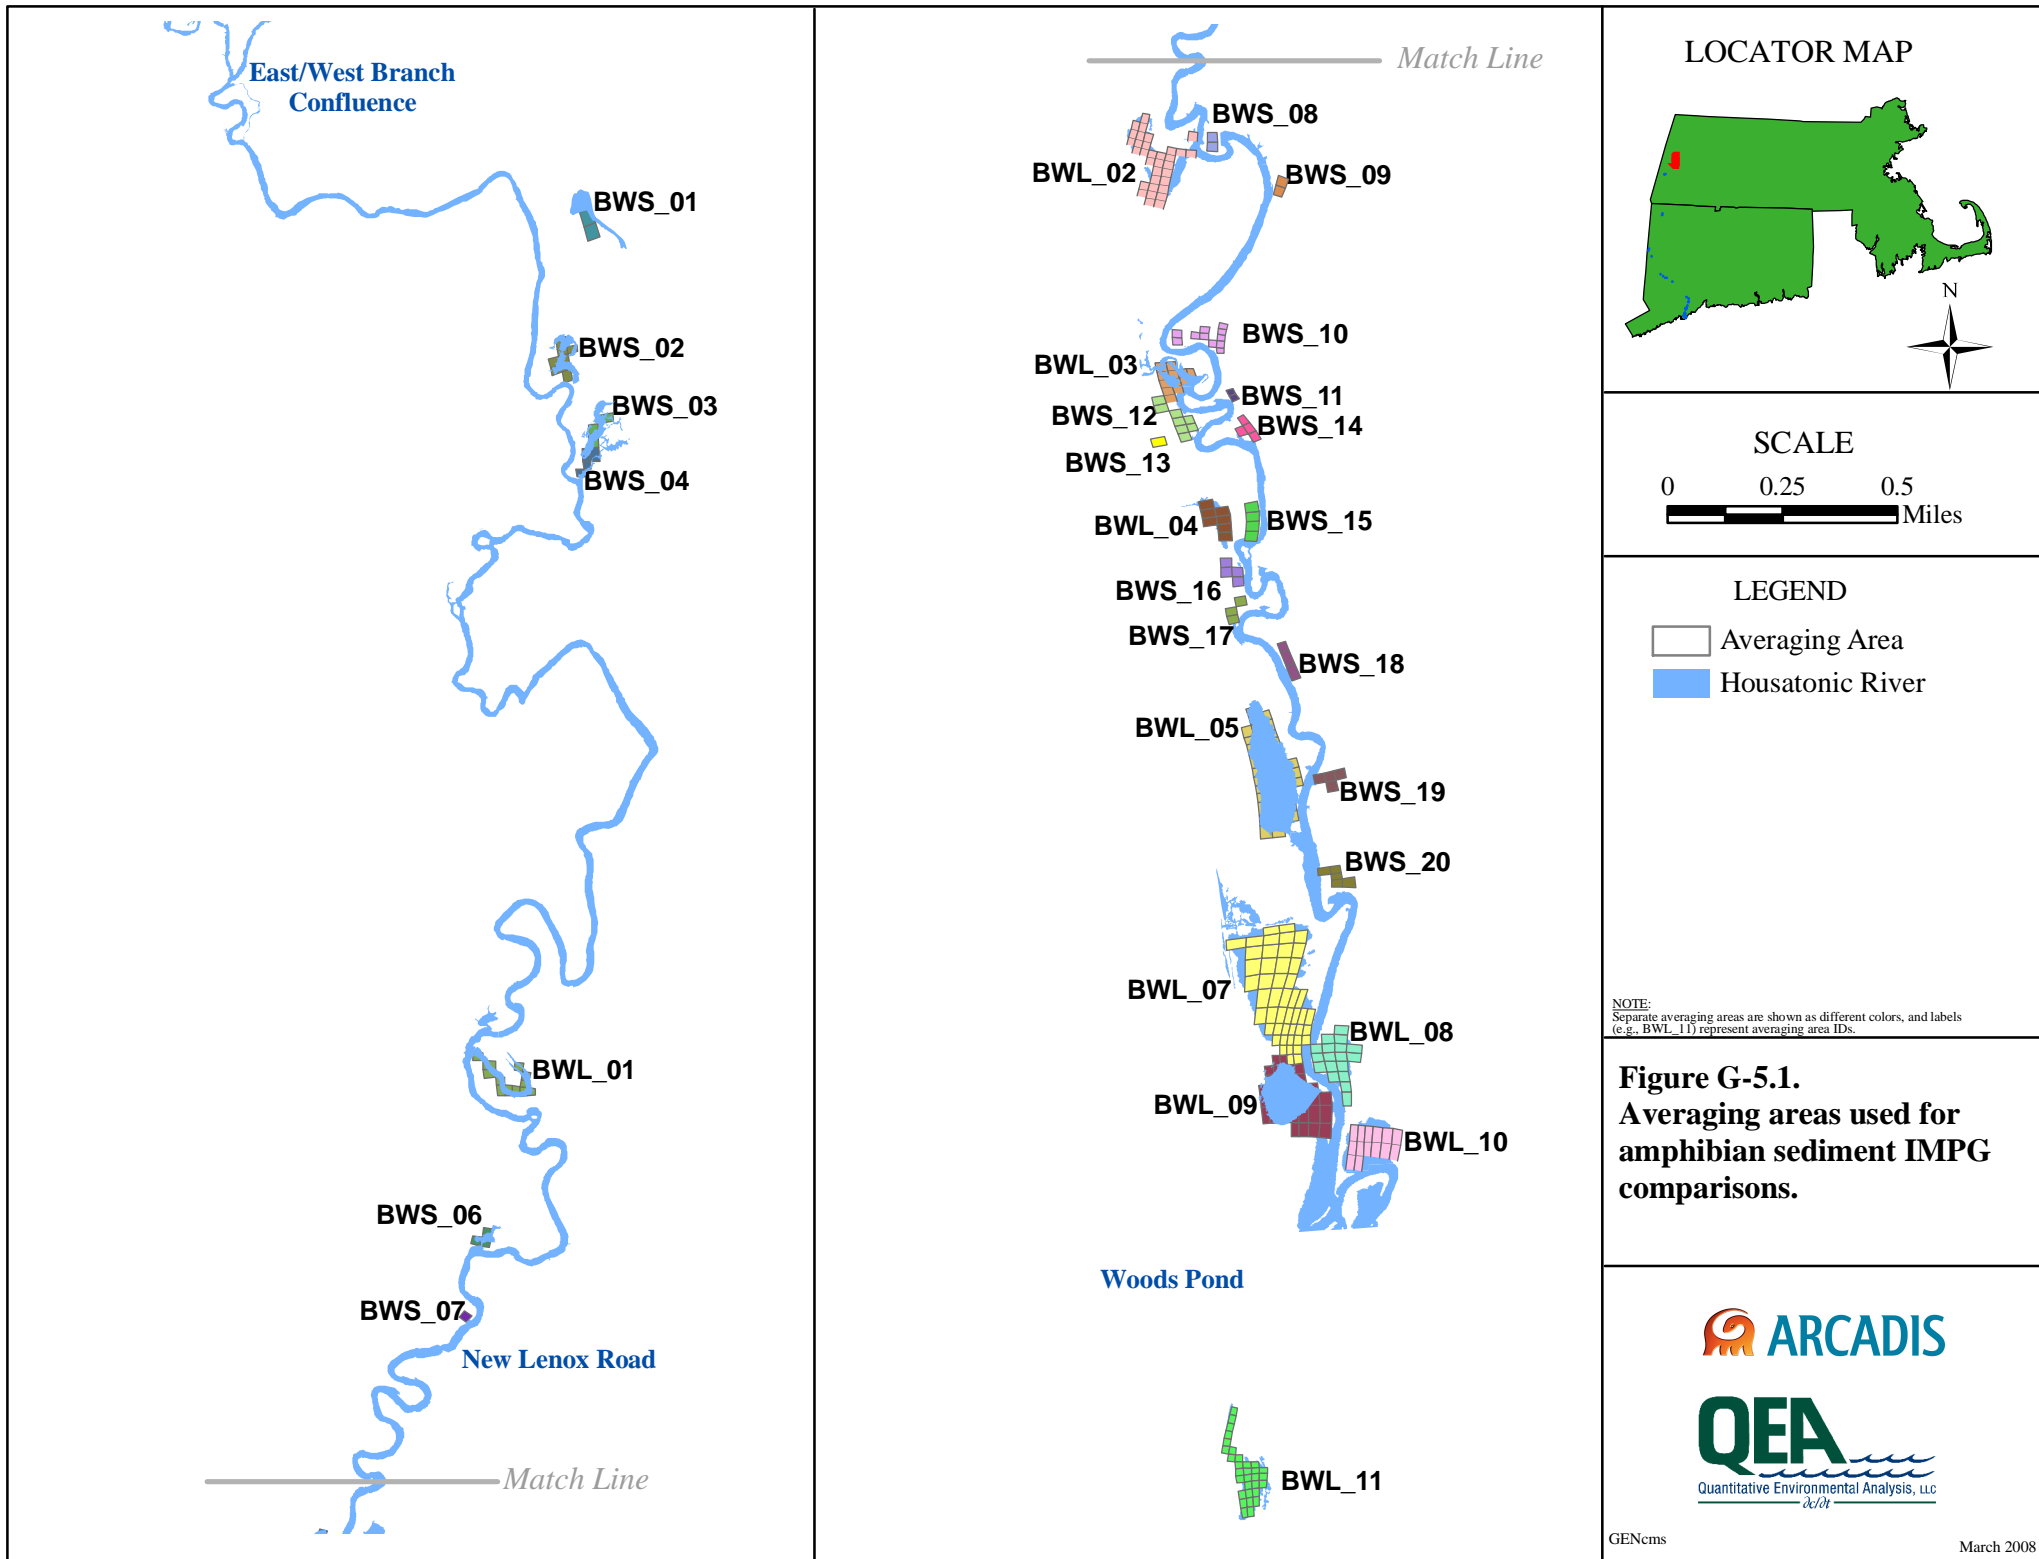 East/West Branch
Confluence
BWS_01
BWS_02
BWS_03
BWS_04
BWL_01
BWS_06
BWS_07
New Lenox Road
Match Line
Match Line
BWS_08
BWL_02
BWS_09
BWS_10
BWL_03
BWS_11
BWS_12
BWS_14
BWS_13
BWL_04
BWS_15
BWS_16
BWS_17
BWS_18
BWL_05
BWS_19
BWS_20
BWL_07
BWL_08
BWL_09
BWL_10
Woods Pond
BWL_11
LOCATOR MAP
N
SCALE
0 0.25 0.5
Miles
LEGEND
Averaging Area
Housatonic River
NOTE:
Separate averaging areas are shown as different colors, and labels
(e.g., BWL_11) represent averaging area IDs.
Figure G-5.1.
Averaging areas used for
amphibian sediment IMPG
comparisons.
ARCADIS
QEA
Quantitative Environmental Analysis, LLC
∂c/∂t
GENcms
March 2008